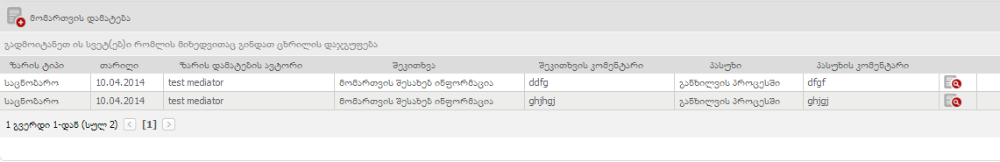 მომართვის დამატება
გადმოიტანეთ ის სვეტ(ებ)ი რომლის მიხედვითაც გინდათ ცხრილის დაჯგუფება
ზარის ტიპი თარიღი ზარის დამატების ავტორი შეკითხვა შეკითხვის კომენტარი პასუხი პასუხის კომენტარი
საცნობარო 10.04.2014 test mediator მომართვის შესახებ ინფორმაცია ddfg განხილვის პროცესში dfgf
საცნობარო 10.04.2014 test mediator მომართვის შესახებ ინფორმაცია ghjhgj განხილვის პროცესში ghjgj
1 გვერდი 1-დან (სულ 2) < [1] >